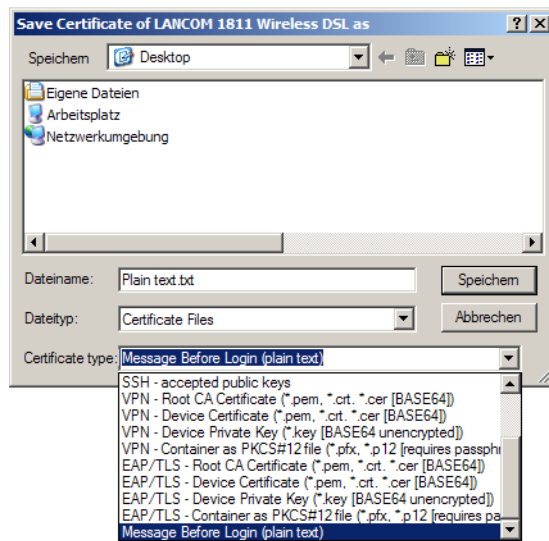 Save Certificate of LANCOM 1811 Wireless DSL as
Speichern Desktop
Eigene Dateien
Arbeitsplatz
Netzwerkumgebung
Dateiname: Plain text.txt Speichern
Dateityp: Certificate Files Abbrechen
Certificate type: Message Before Login (plain text)
SSH - accepted public keys
VPN - Root CA Certificate (*.pem, *.crt. *.cer [BASE64])
VPN - Device Certificate (*.pem, *.crt. *.cer [BASE64])
VPN - Device Private Key (*.key [BASE64 unencrypted])
VPN - Container as PKCS#12 file (*.pfx, *.p12 [requires passphr
EAP/TLS - Root CA Certificate (*.pem, *.crt. *.cer [BASE64])
EAP/TLS - Device Certificate (*.pem, *.crt. *.cer [BASE64])
EAP/TLS - Device Private Key (*.key [BASE64 unencrypted])
EAP/TLS - Container as PKCS#12 file (*.pfx, *.p12 [requires pa
Message Before Login (plain text)